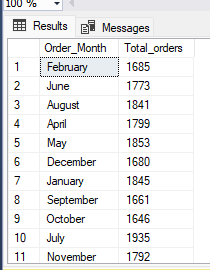 100 %
Results Messages
Order_Month Total_orders
1 February 1685
2 June 1773
3 August 1841
4 April 1799
5 May 1853
6 December 1680
7 January 1845
8 September 1661
9 October 1646
10 July 1935
11 November 1792